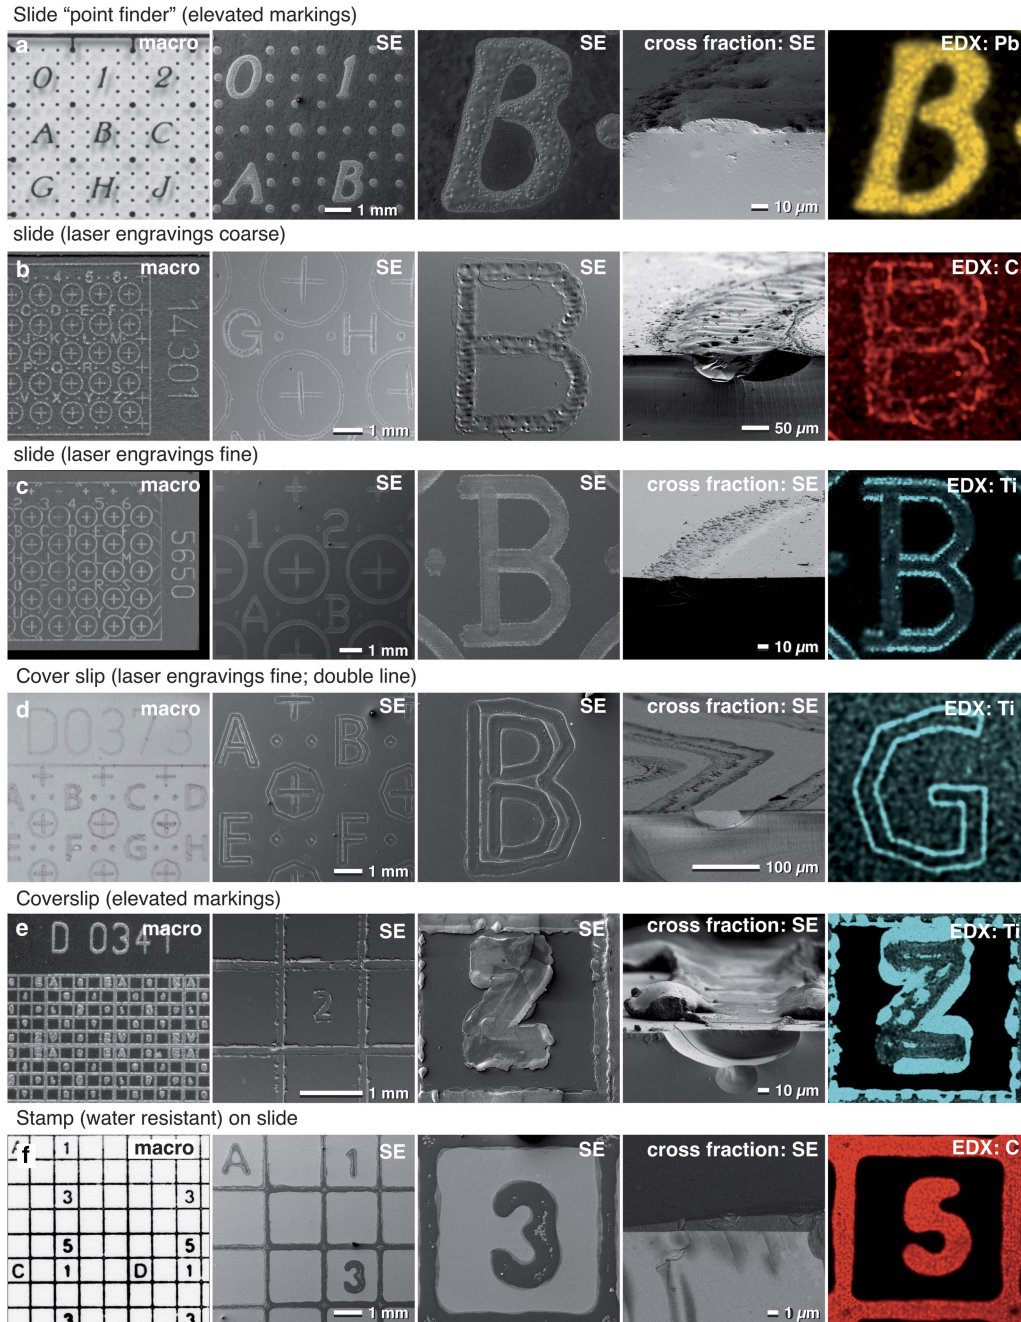 Slide “point finder” (elevated markings)
a macro SE SE cross fraction: SE EDX: Pb
0 1 2
A B C
G H J
0 1
A B
B
B
1 mm 10 µm
slide (laser engravings coarse)
b macro SE SE EDX: C
14301
G H
B
B
1 mm 50 µm
slide (laser engravings fine)
c macro SE SE cross fraction: SE EDX: Ti
5650
1 2
A B
B
B
1 mm 10 µm
Cover slip (laser engravings fine; double line)
d macro SE SE cross fraction: SE EDX: Ti
D0373
A B C D
E F G H
A B
E F
B
G
1 mm 100 µm
Coverslip (elevated markings)
e macro SE SE cross fraction: SE EDX: Ti
D 0341
2
Z
Z
1 mm 10 µm
Stamp (water resistant) on slide
f macro SE SE cross fraction: SE EDX: C
1
3 3
5 5
C 1 D 1
3 3
A 1
3
3
5
1 mm 1 µm